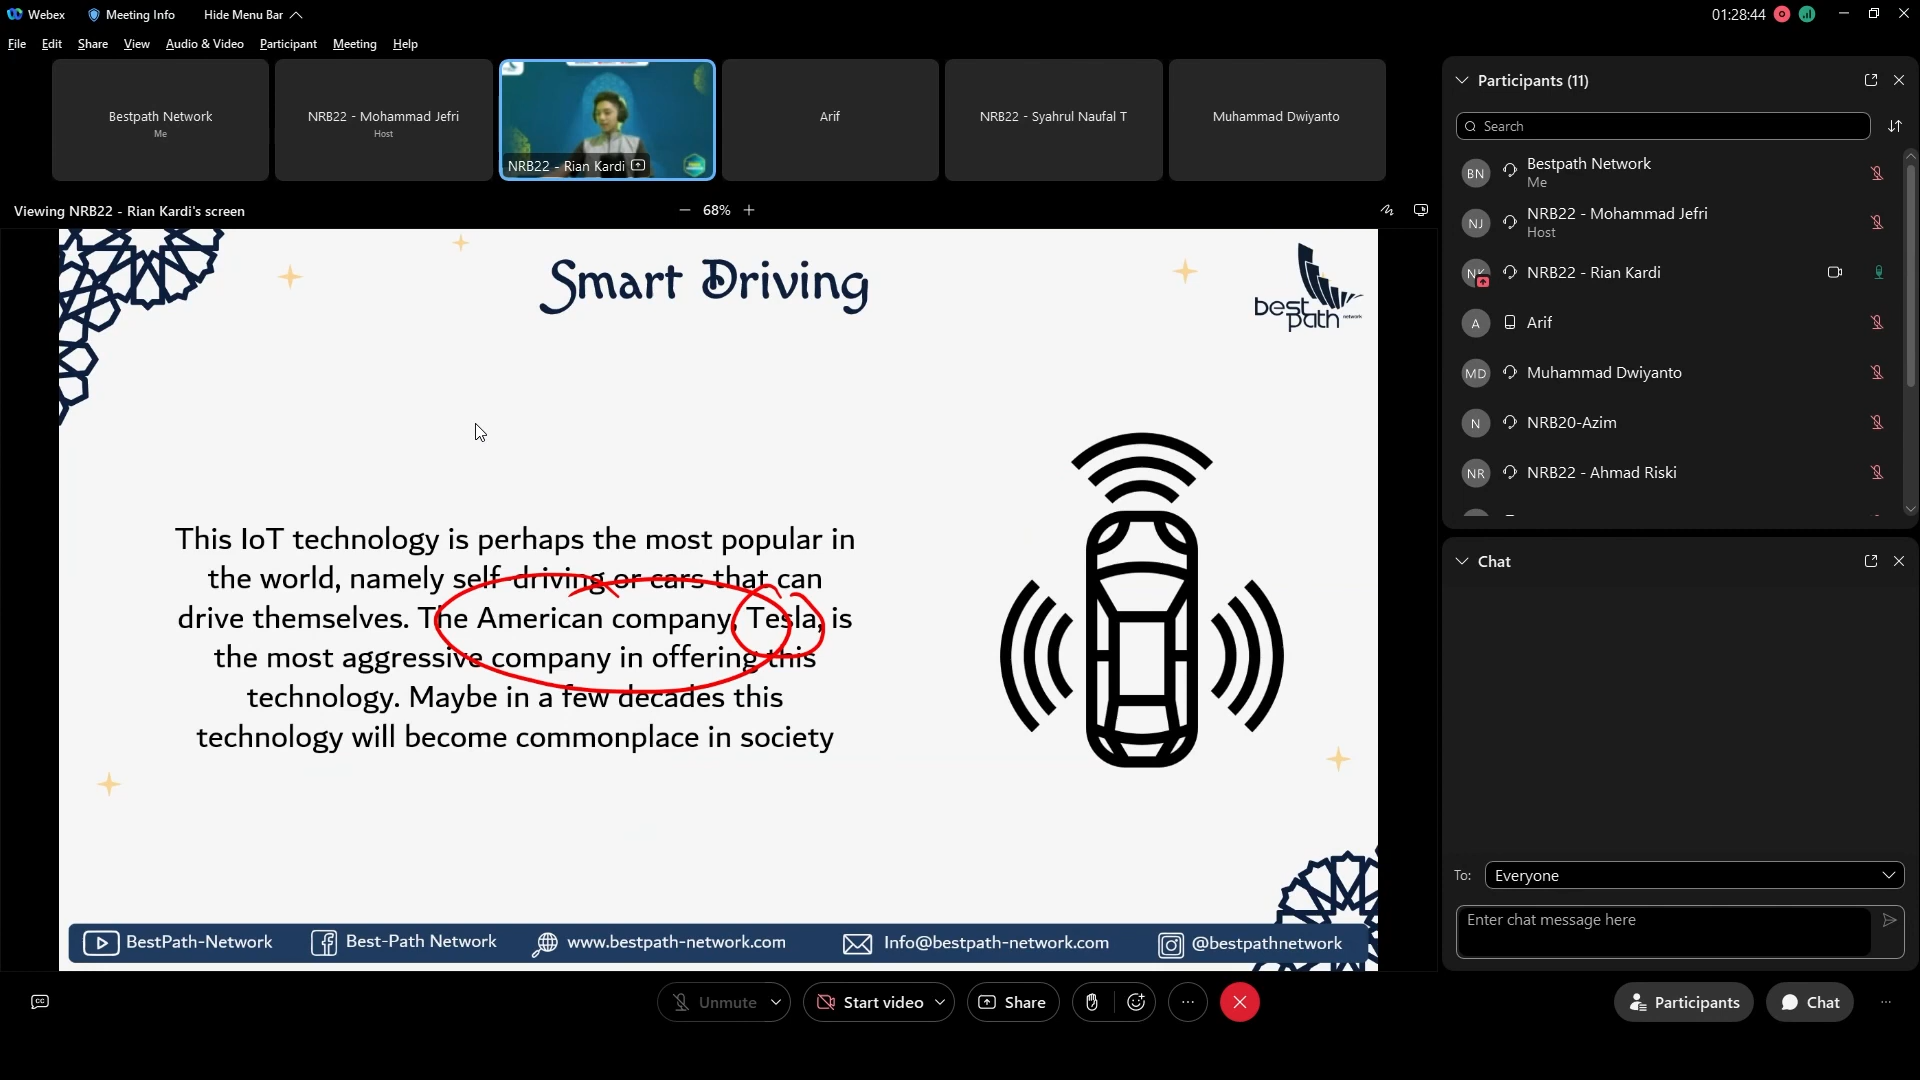 Webex
Meeting Info
Hide Menu Bar
01:28:44
File Edit Share View Audio & Video Participant Meeting Help
Bestpath Network
Me
NRB22 - Mohammad Jefri
Host
NRB22 - Rian Kardi
Arif
NRB22 - Syahrul Naufal T
Muhammad Dwiyanto
Viewing NRB22 - Rian Kardi's screen
68%
Smart Driving
best
path
network
This IoT technology is perhaps the most popular in
the world, namely self-driving or cars that can
drive themselves. The American company, Tesla, is
the most aggressive company in offering this
technology. Maybe in a few decades this
technology will become commonplace in society
BestPath-Network
Best-Path Network
www.bestpath-network.com
Info@bestpath-network.com
@bestpathnetwork
Participants (11)
Search
BN
Bestpath Network
Me
NJ
NRB22 - Mohammad Jefri
Host
NK
NRB22 - Rian Kardi
A
Arif
MD
Muhammad Dwiyanto
N
NRB20-Azim
NR
NRB22 - Ahmad Riski
Chat
To:
Everyone
Enter chat message here
CC
Unmute
Start video
Share
Participants
Chat